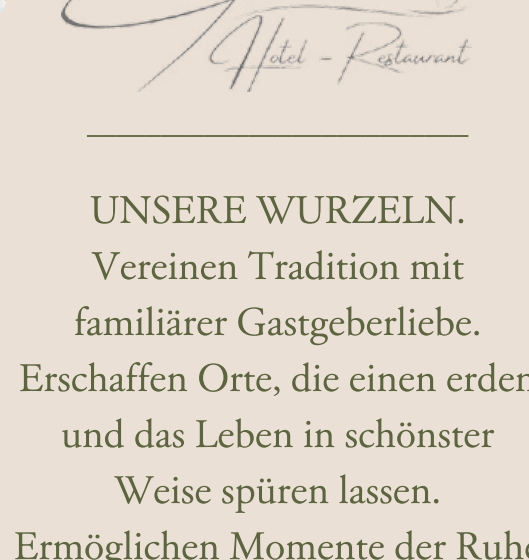 Hotel - Restaurant
UNSERE WURZELN.
Vereinen Tradition mit
familiärer Gastgeberliebe.
Erschaffen Orte, die einen erden
und das Leben in schönster
Weise spüren lassen.
Ermöglichen Momente der Ruhe